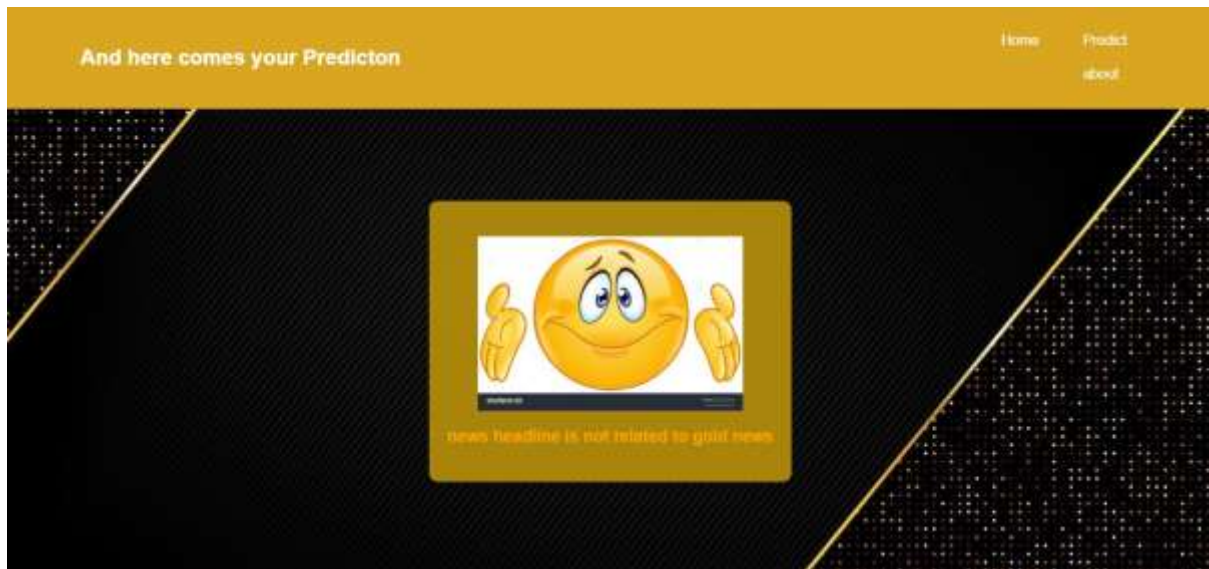 And here comes your Predicton
Home
Predict
about
news headline is not related to gold news